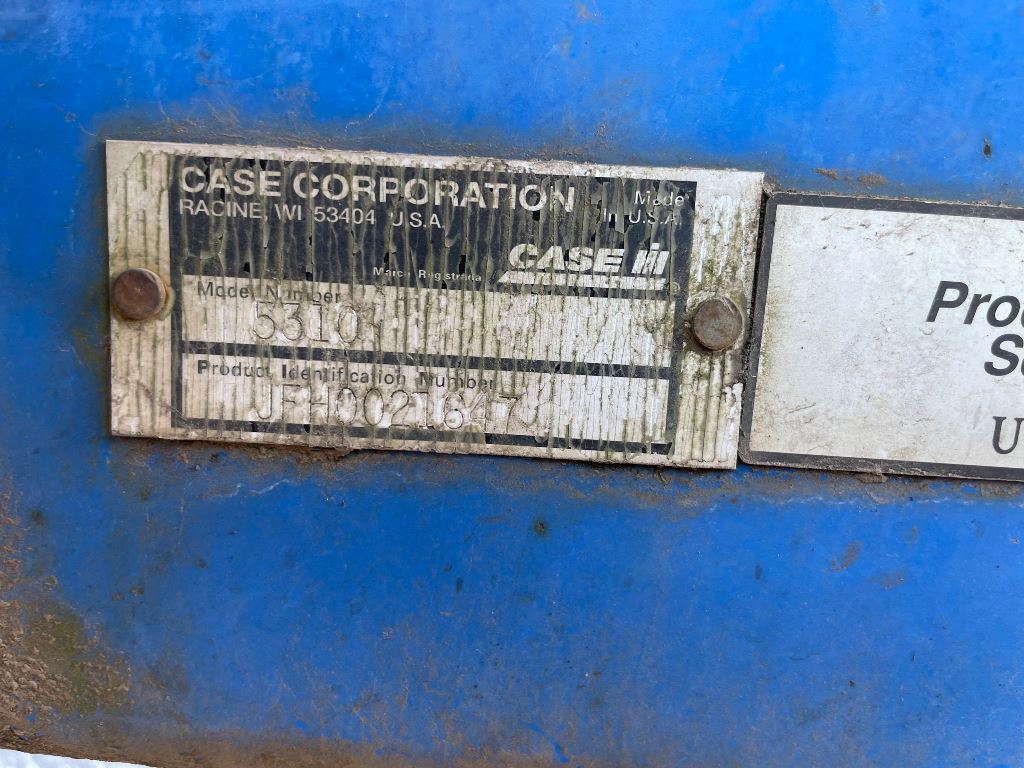 CASE CORPORATION
RACINE, WI 53404 U.S.A.
Made
In U.S.A.
CASE IH
Marca Registrada
Model Number
5310
Product Identification Number
JFH0021647
Pro
S
U